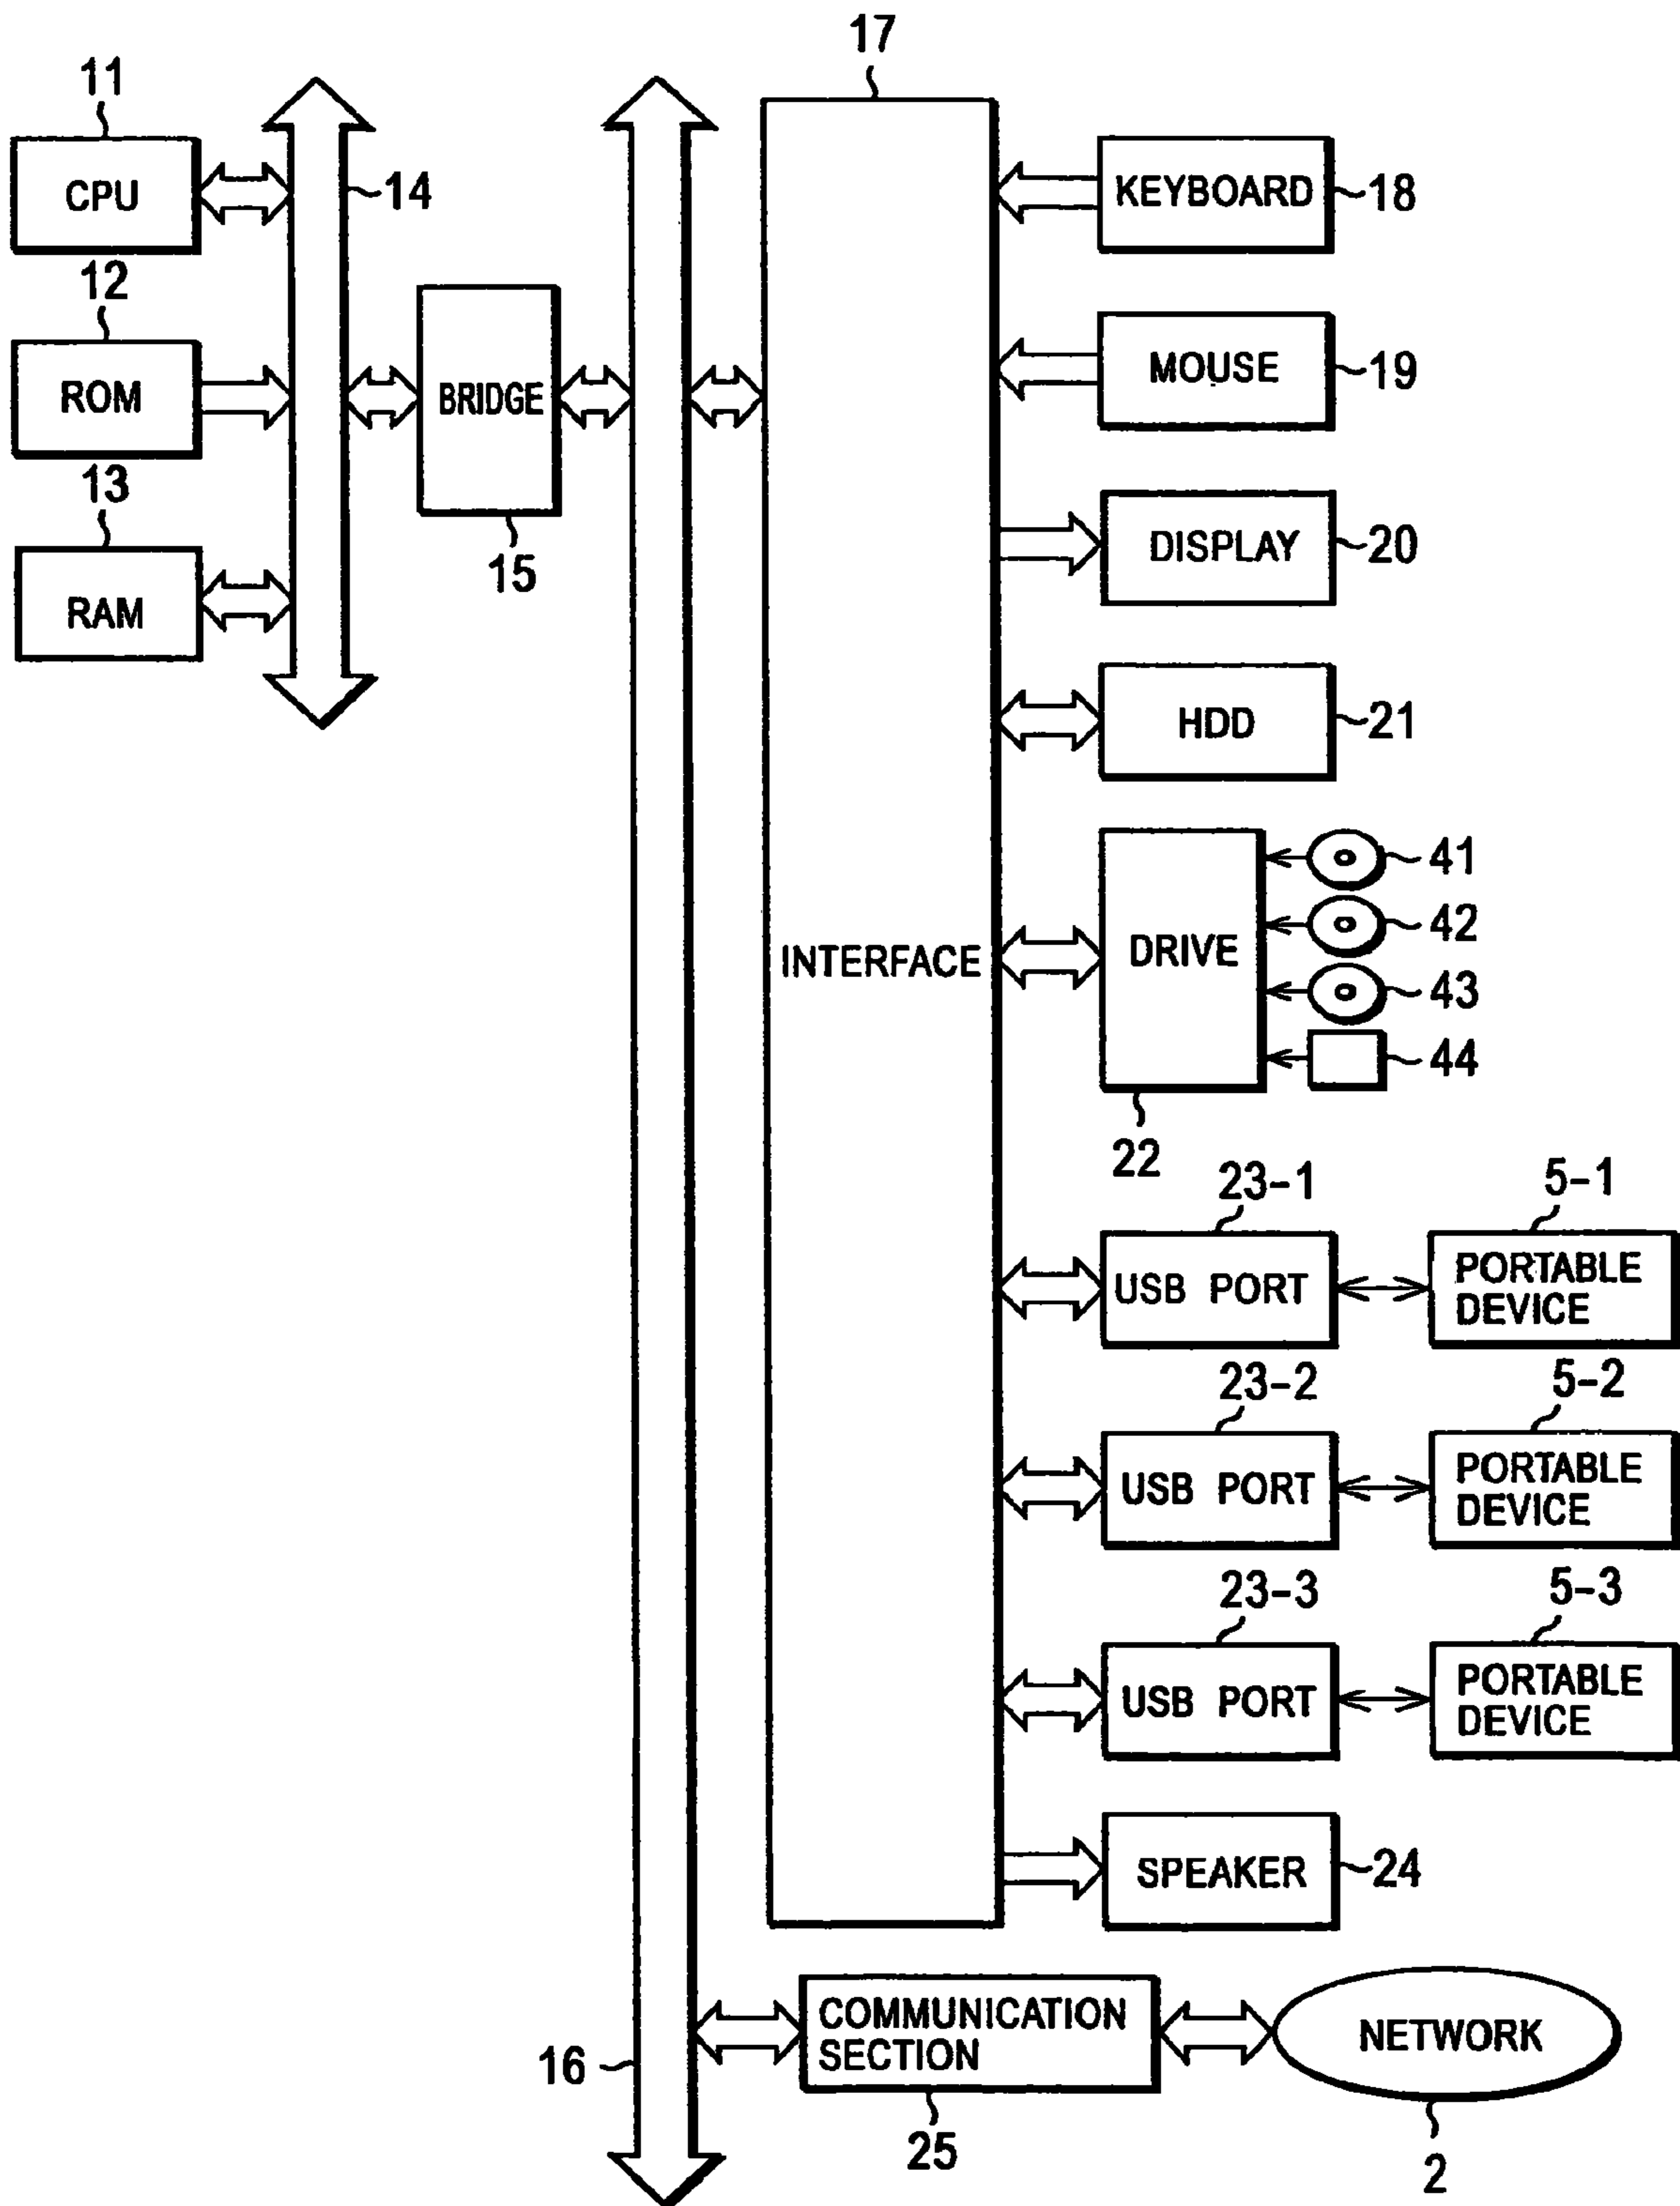 17
11
CPU
14
12
ROM
13
RAM
BRIDGE
15
INTERFACE
KEYBOARD
18
MOUSE
19
DISPLAY
20
HDD
21
DRIVE
22
41
42
43
44
23-1
USB PORT
5-1
PORTABLE
DEVICE
23-2
USB PORT
5-2
PORTABLE
DEVICE
23-3
USB PORT
5-3
PORTABLE
DEVICE
SPEAKER
24
16
COMMUNICATION
SECTION
25
NETWORK
2